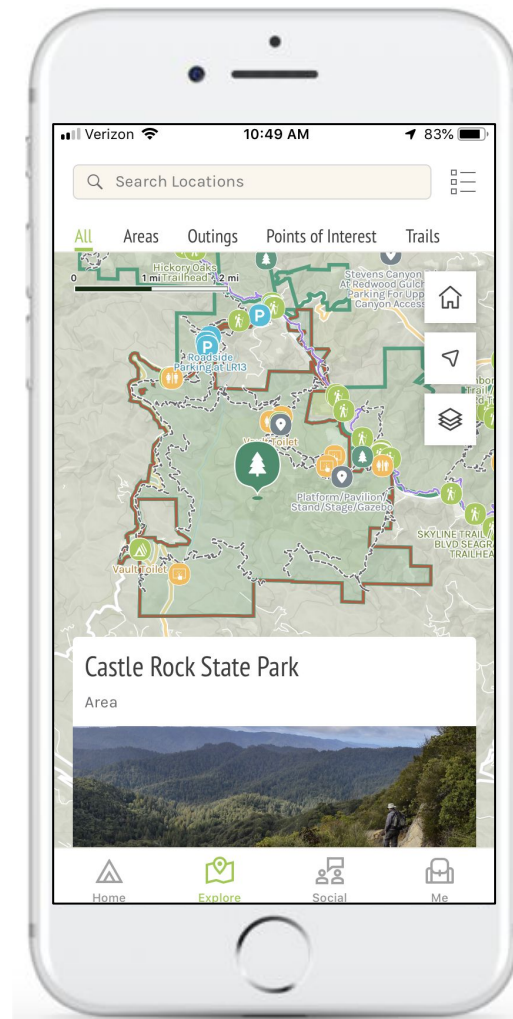 Verizon
10:49 AM
83%
Search Locations
All
Areas
Outings
Points of Interest
Trails
0
1 mi
2 mi
Hickory Oaks
Trailhead
Stevens Canyon
At Redwood Gulch
Parking For Upp
Canyon Access
Roadside
Parking at LR13
Vault Toilet
Platform/Pavilion/
Stand/Stage/Gazebo
SKYLINE TRAIL
BLVD SEAGR
TRAILHEA
Vault Toilet
Castle Rock State Park
Area
Home
Explore
Social
Me